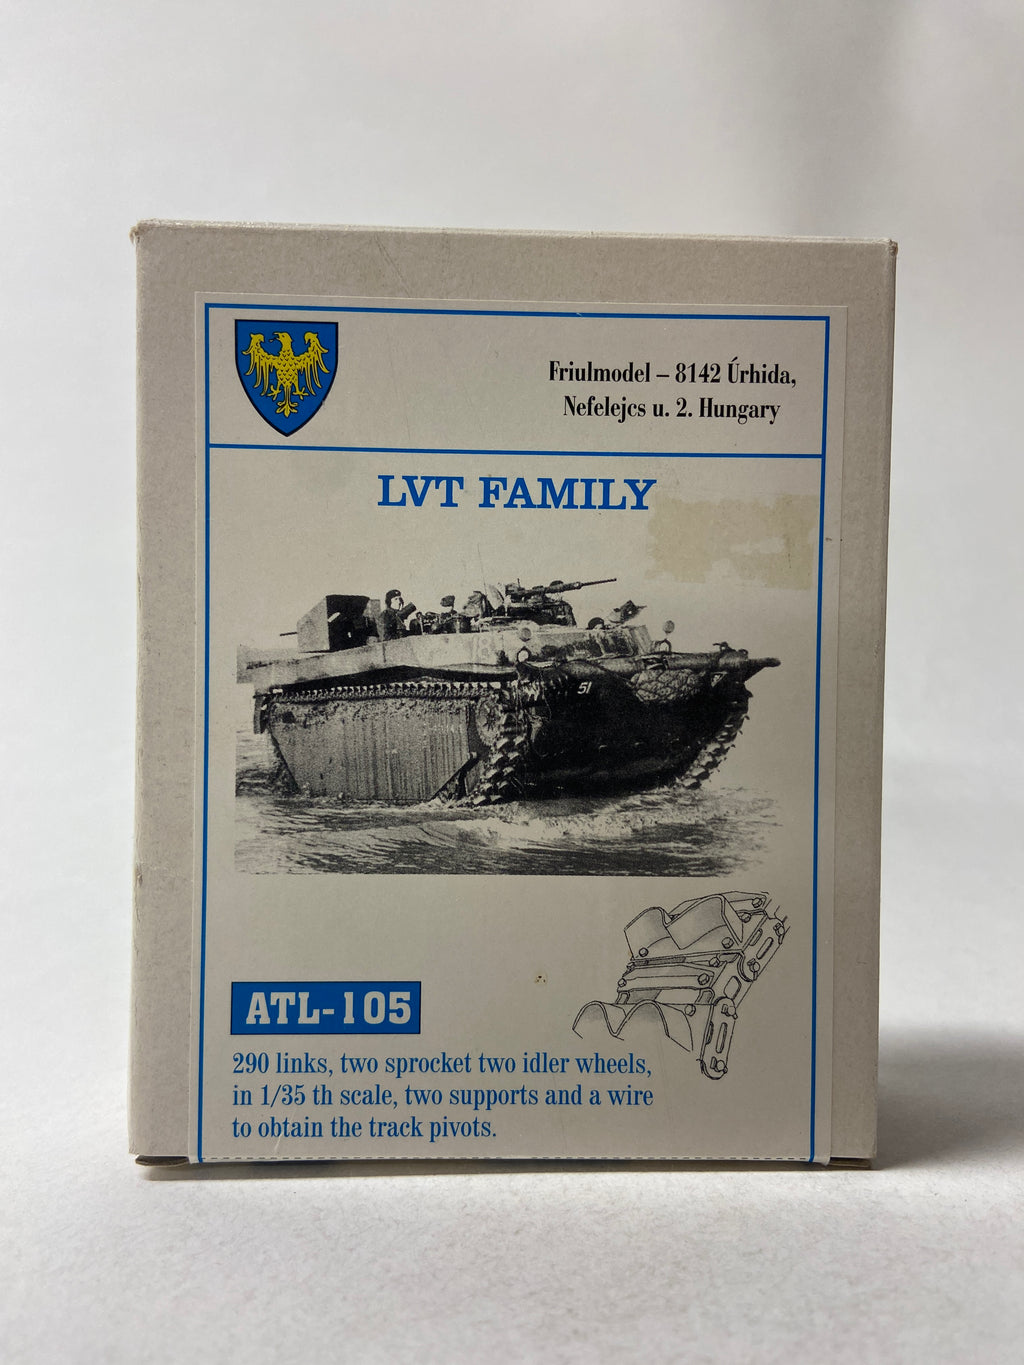 Friulmodel – 8142 Úrhida,
Nefelejcs u. 2. Hungary
LVT FAMILY
18
51
ATL-105
290 links, two sprocket two idler wheels,
in 1/35 th scale, two supports and a wire
to obtain the track pivots.